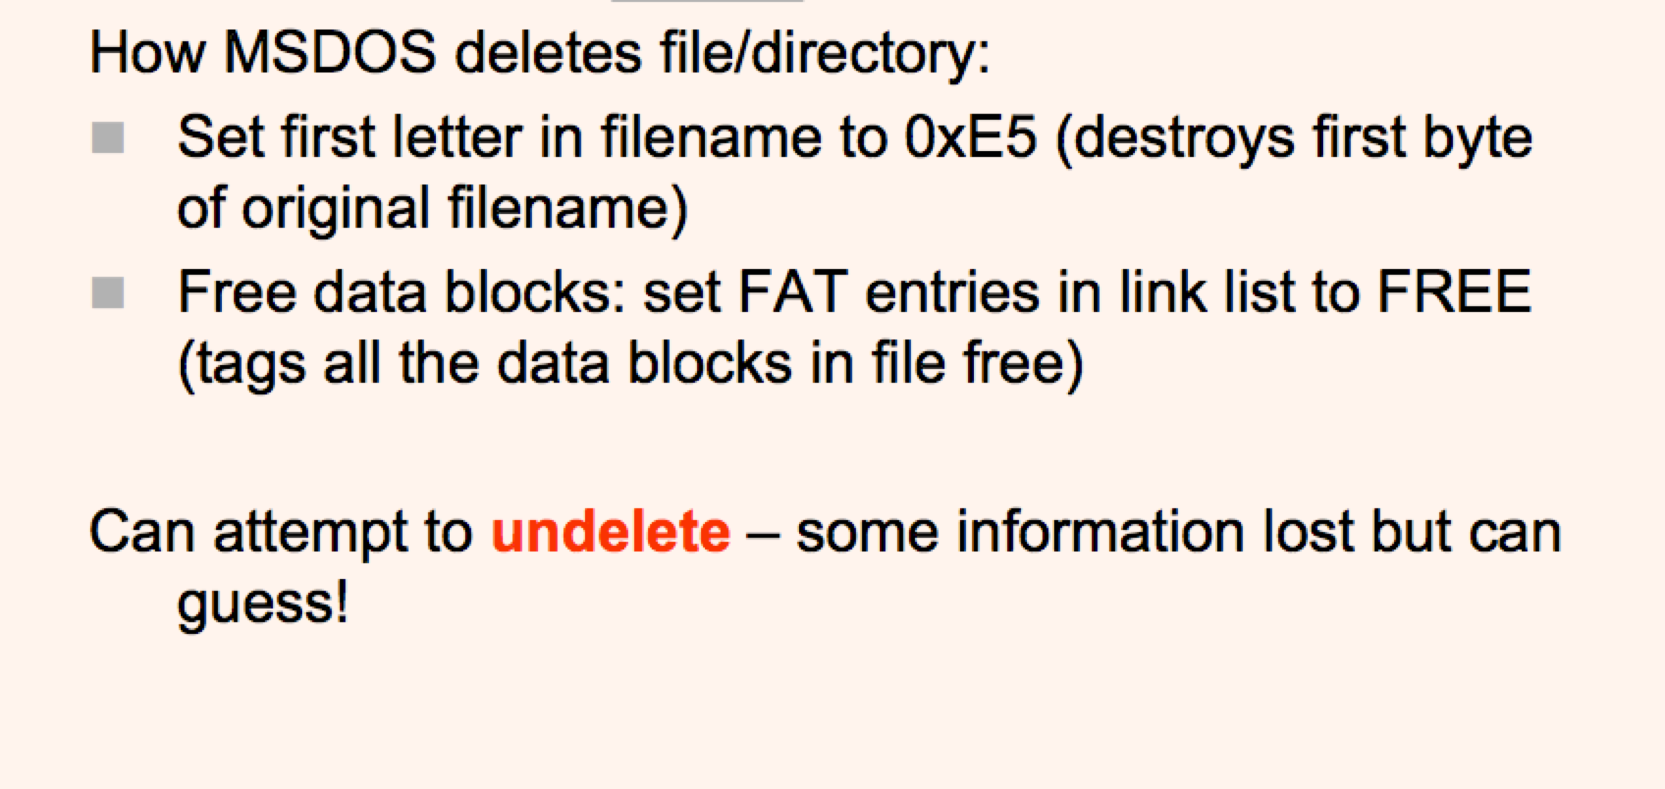 How MSDOS deletes file/directory:
Set first letter in filename to 0xE5 (destroys first byte
of original filename)
Free data blocks: set FAT entries in link list to FREE
(tags all the data blocks in file free)
Can attempt to undelete – some information lost but can
guess!